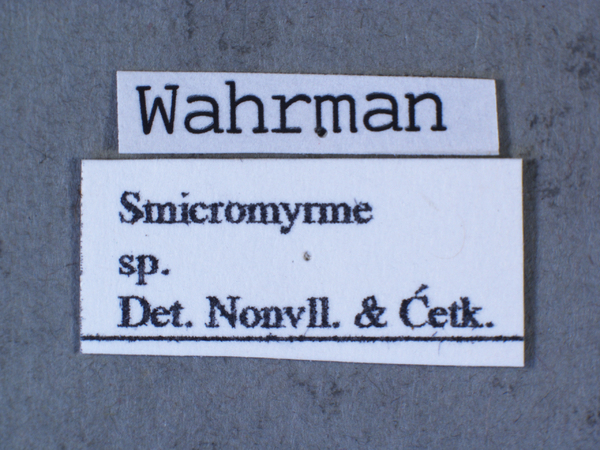 Wahrman
Smicromyrme
sp.
Det. Nonvll. & Ćetk.